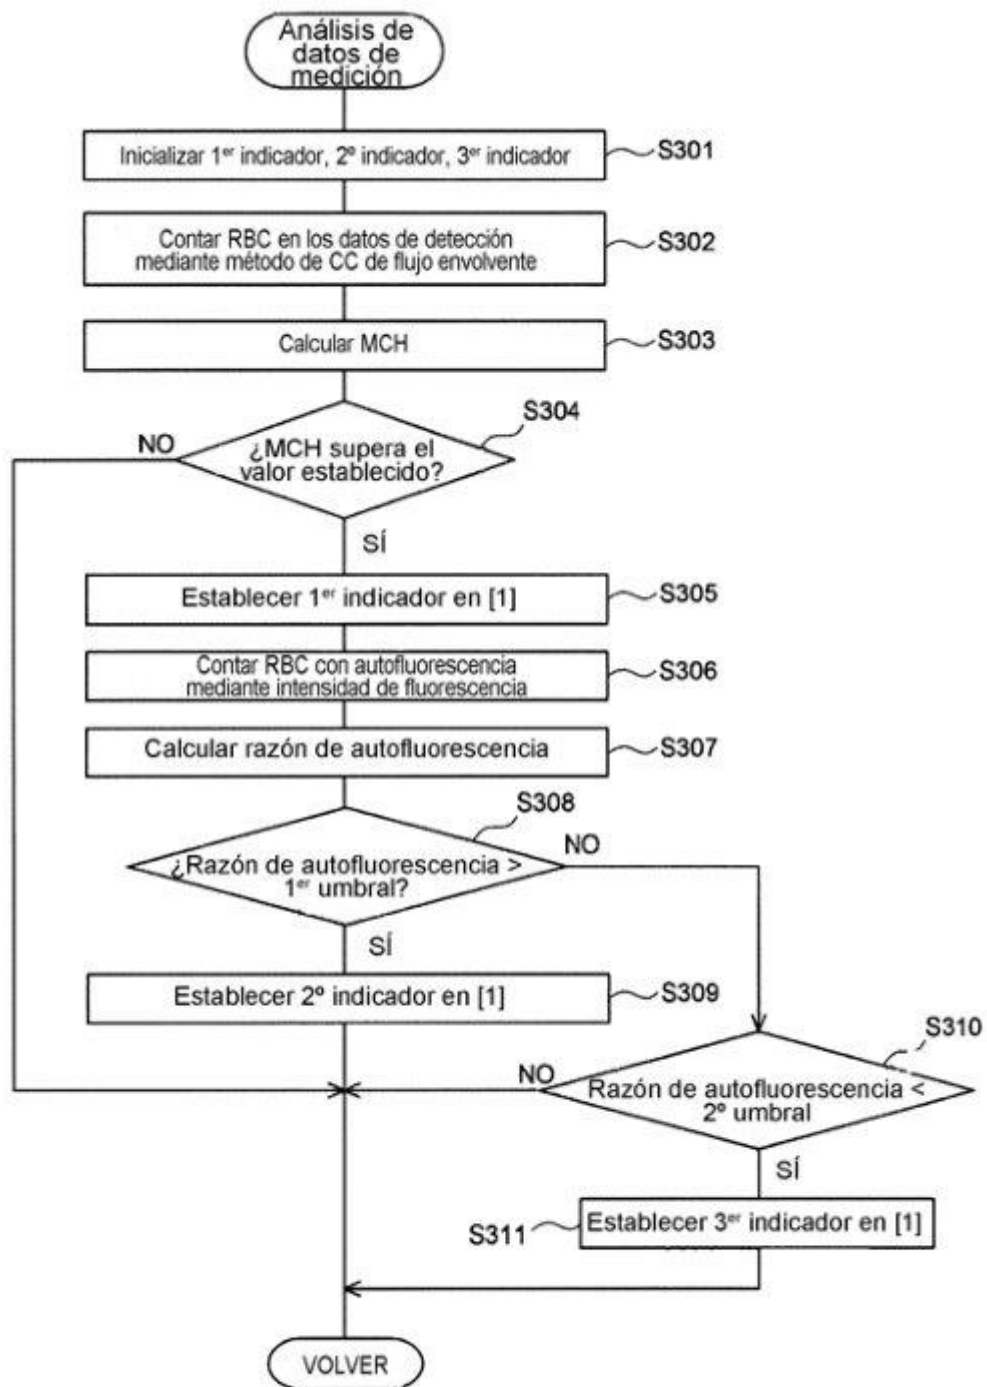 Análisis de
datos de
medición
Inicializar 1er indicador, 2º indicador, 3er indicador
S301
Contar RBC en los datos de detección
mediante método de CC de flujo envolvente
S302
Calcular MCH
S303
S304
NO
¿MCH supera el
valor establecido?
SÍ
Establecer 1er indicador en [1]
S305
Contar RBC con autofluorescencia
mediante intensidad de fluorescencia
S306
Calcular razón de autofluorescencia
S307
S308
NO
¿Razón de autofluorescencia >
1er umbral?
SÍ
Establecer 2º indicador en [1]
S309
S310
NO
Razón de autofluorescencia <
2º umbral
SÍ
Establecer 3er indicador en [1]
S311
VOLVER